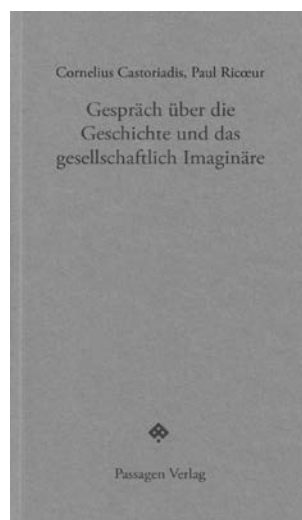 Cornelius Castoriadis, Paul Ricœur
Gespräch über die
Geschichte und das
gesellschaftlich Imaginäre
Passagen Verlag